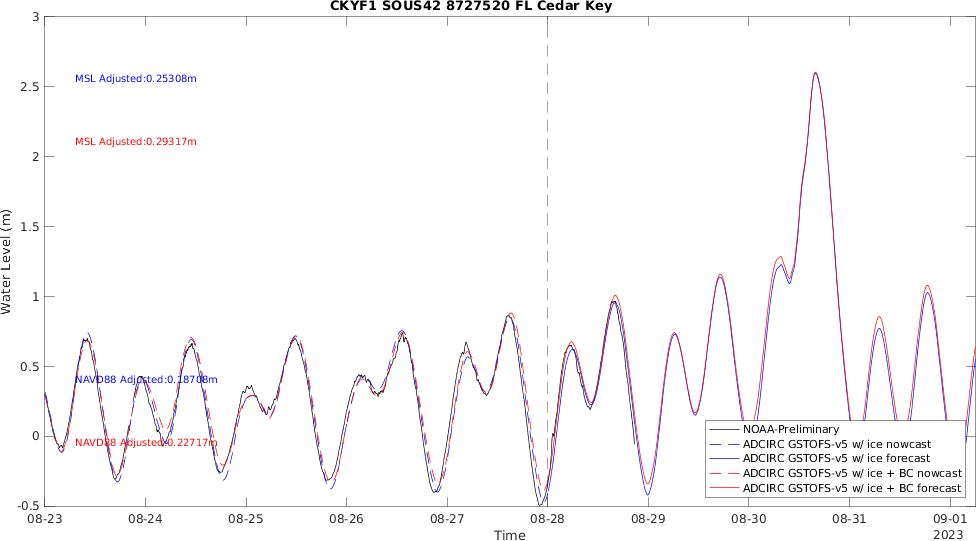 CKYF1 SOUS42 8727520 FL Cedar Key
3
2.5
2
1.5
1
0.5
0
-0.5
Water Level (m)
MSL Adjusted:0.25308m
MSL Adjusted:0.29317m
NAVD88 Adjusted:0.18708m
NAVD88 Adjusted:0.22717m
NOAA-Preliminary
ADCIRC GSTOFS-v5 w/ ice nowcast
ADCIRC GSTOFS-v5 w/ ice forecast
ADCIRC GSTOFS-v5 w/ ice + BC nowcast
ADCIRC GSTOFS-v5 w/ ice + BC forecast
08-23 08-24 08-25 08-26 08-27 08-28 08-29 08-30 08-31 09-01
2023
Time